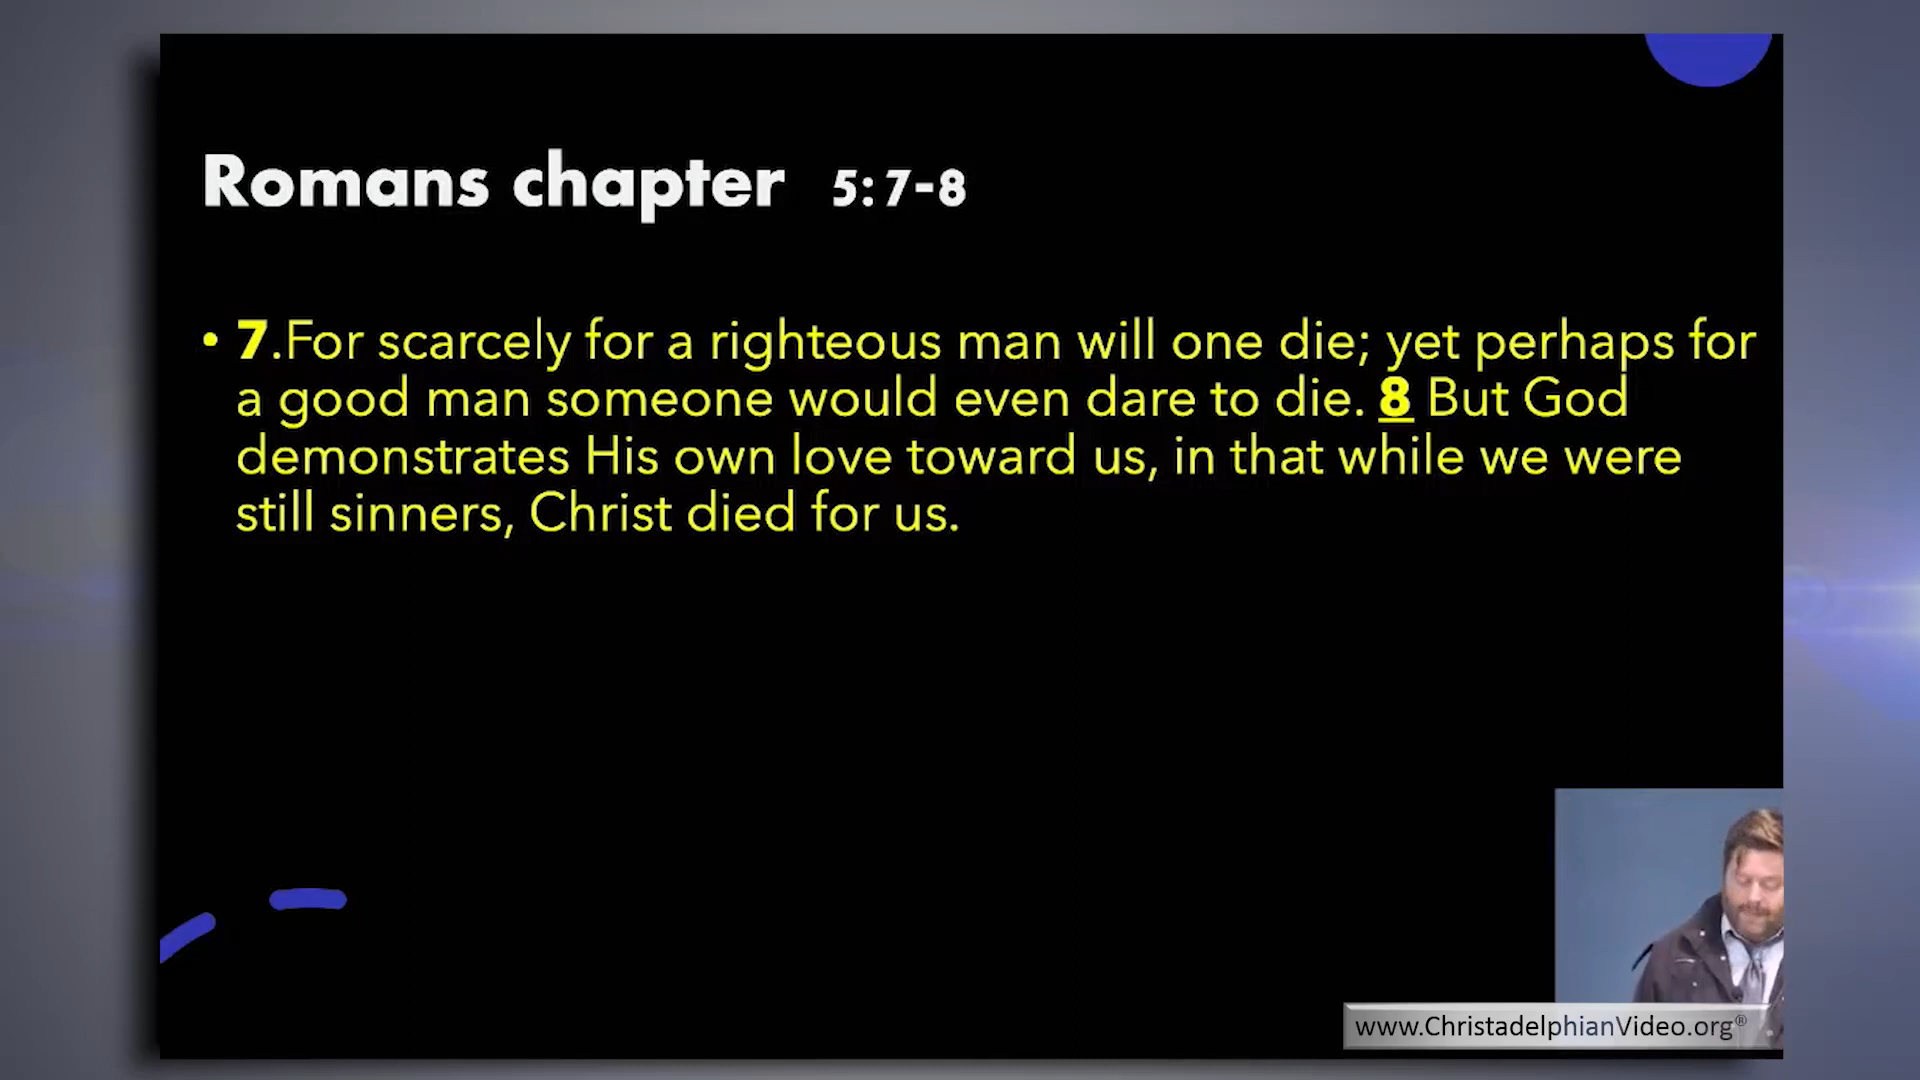 Romans chapter 5:7-8
• 7.For scarcely for a righteous man will one die; yet perhaps for
a good man someone would even dare to die. 8 But God
demonstrates His own love toward us, in that while we were
still sinners, Christ died for us.
www.ChristadelphianVideo.org®